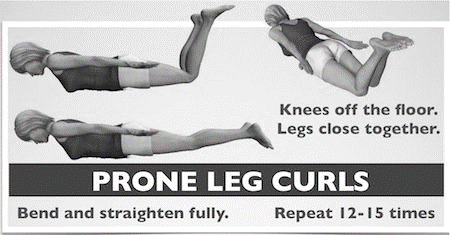 Knees off the floor.
Legs close together.
PRONE LEG CURLS
Bend and straighten fully.
Repeat 12-15 times